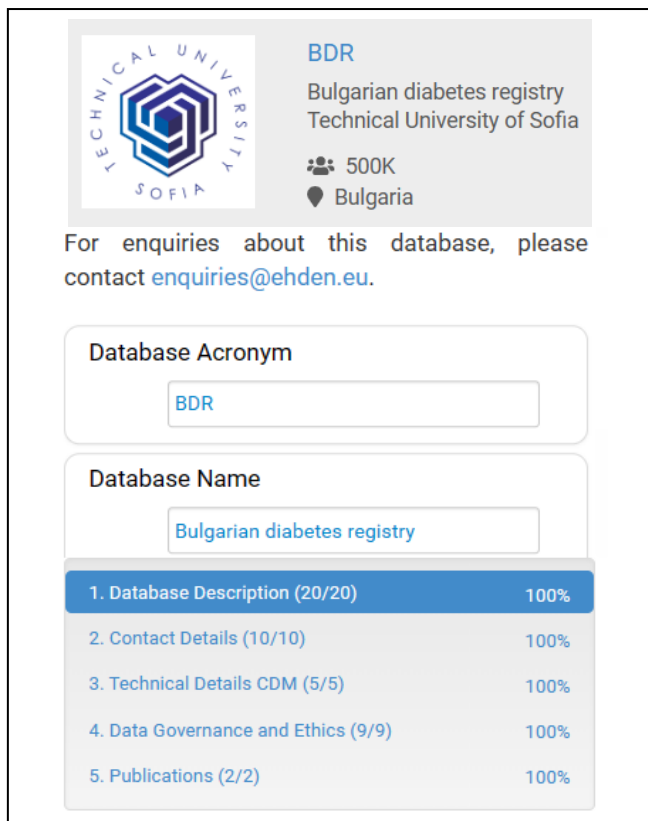 TECHNICAL UNIVERSITY
SOFIA
BDR
Bulgarian diabetes registry
Technical University of Sofia
500K
Bulgaria
For enquiries about this database, please
contact enquiries@ehden.eu.
Database Acronym
BDR
Database Name
Bulgarian diabetes registry
1. Database Description (20/20) 100%
2. Contact Details (10/10) 100%
3. Technical Details CDM (5/5) 100%
4. Data Governance and Ethics (9/9) 100%
5. Publications (2/2) 100%